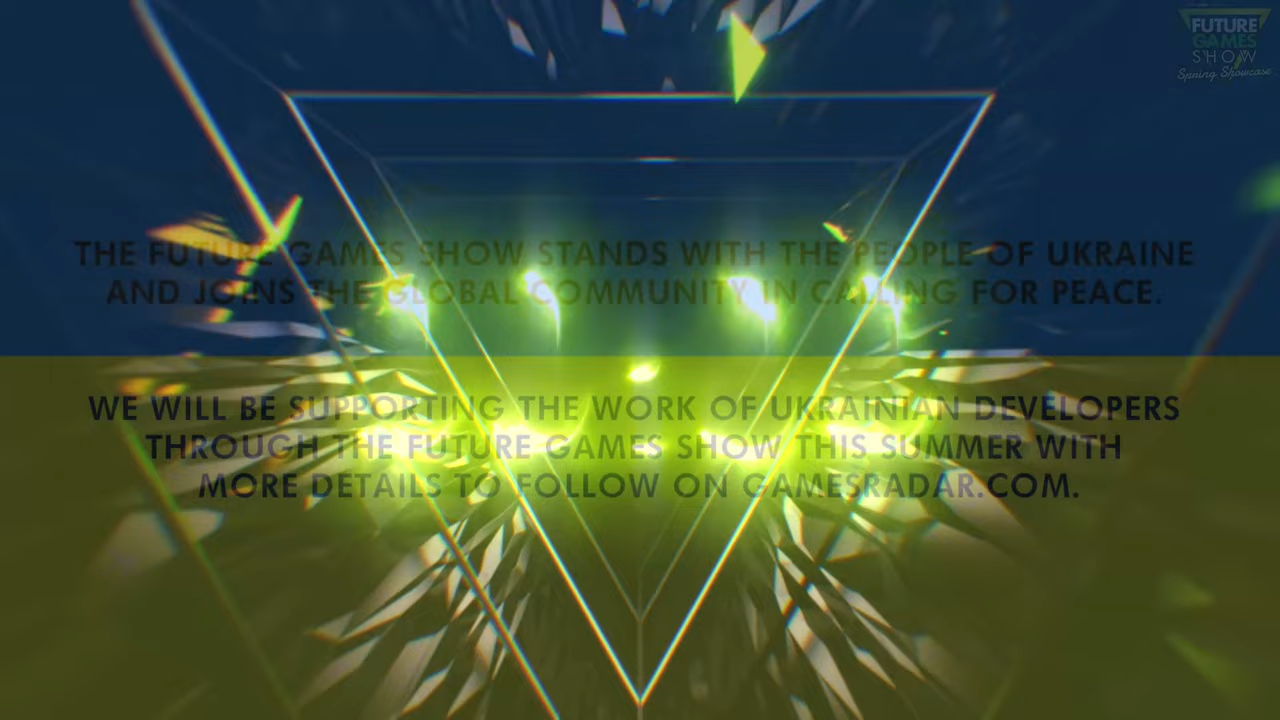 FUTURE
GAMES
SHOW
Spring Showcase
THE FUTURE GAMES SHOW STANDS WITH THE PEOPLE OF UKRAINE
AND JOINS THE GLOBAL COMMUNITY IN CALLING FOR PEACE.
WE WILL BE SUPPORTING THE WORK OF UKRAINIAN DEVELOPERS
THROUGH THE FUTURE GAMES SHOW THIS SUMMER WITH
MORE DETAILS TO FOLLOW ON GAMESRADAR.COM.